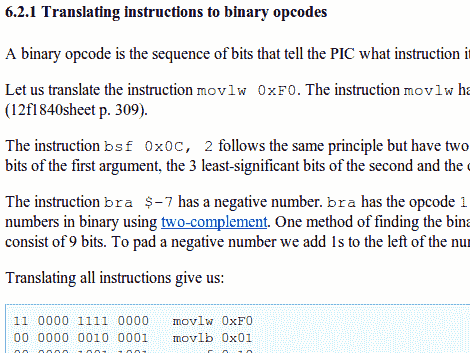 6.2.1 Translating instructions to binary opcodes
A binary opcode is the sequence of bits that tell the PIC what instruction it
Let us translate the instruction movlw 0xF0. The instruction movlw ha
(12f1840sheet p. 309).
The instruction bsf 0x0C, 2 follows the same principle but have two
bits of the first argument, the 3 least-significant bits of the second and the
The instruction bra $-7 has a negative number. bra has the opcode 1
numbers in binary using two-complement. One method of finding the bina
consist of 9 bits. To pad a negative number we add 1s to the left of the nu
Translating all instructions give us:
11 0000 1111 0000 movlw 0xF0
00 0000 0010 0001 movlb 0x01